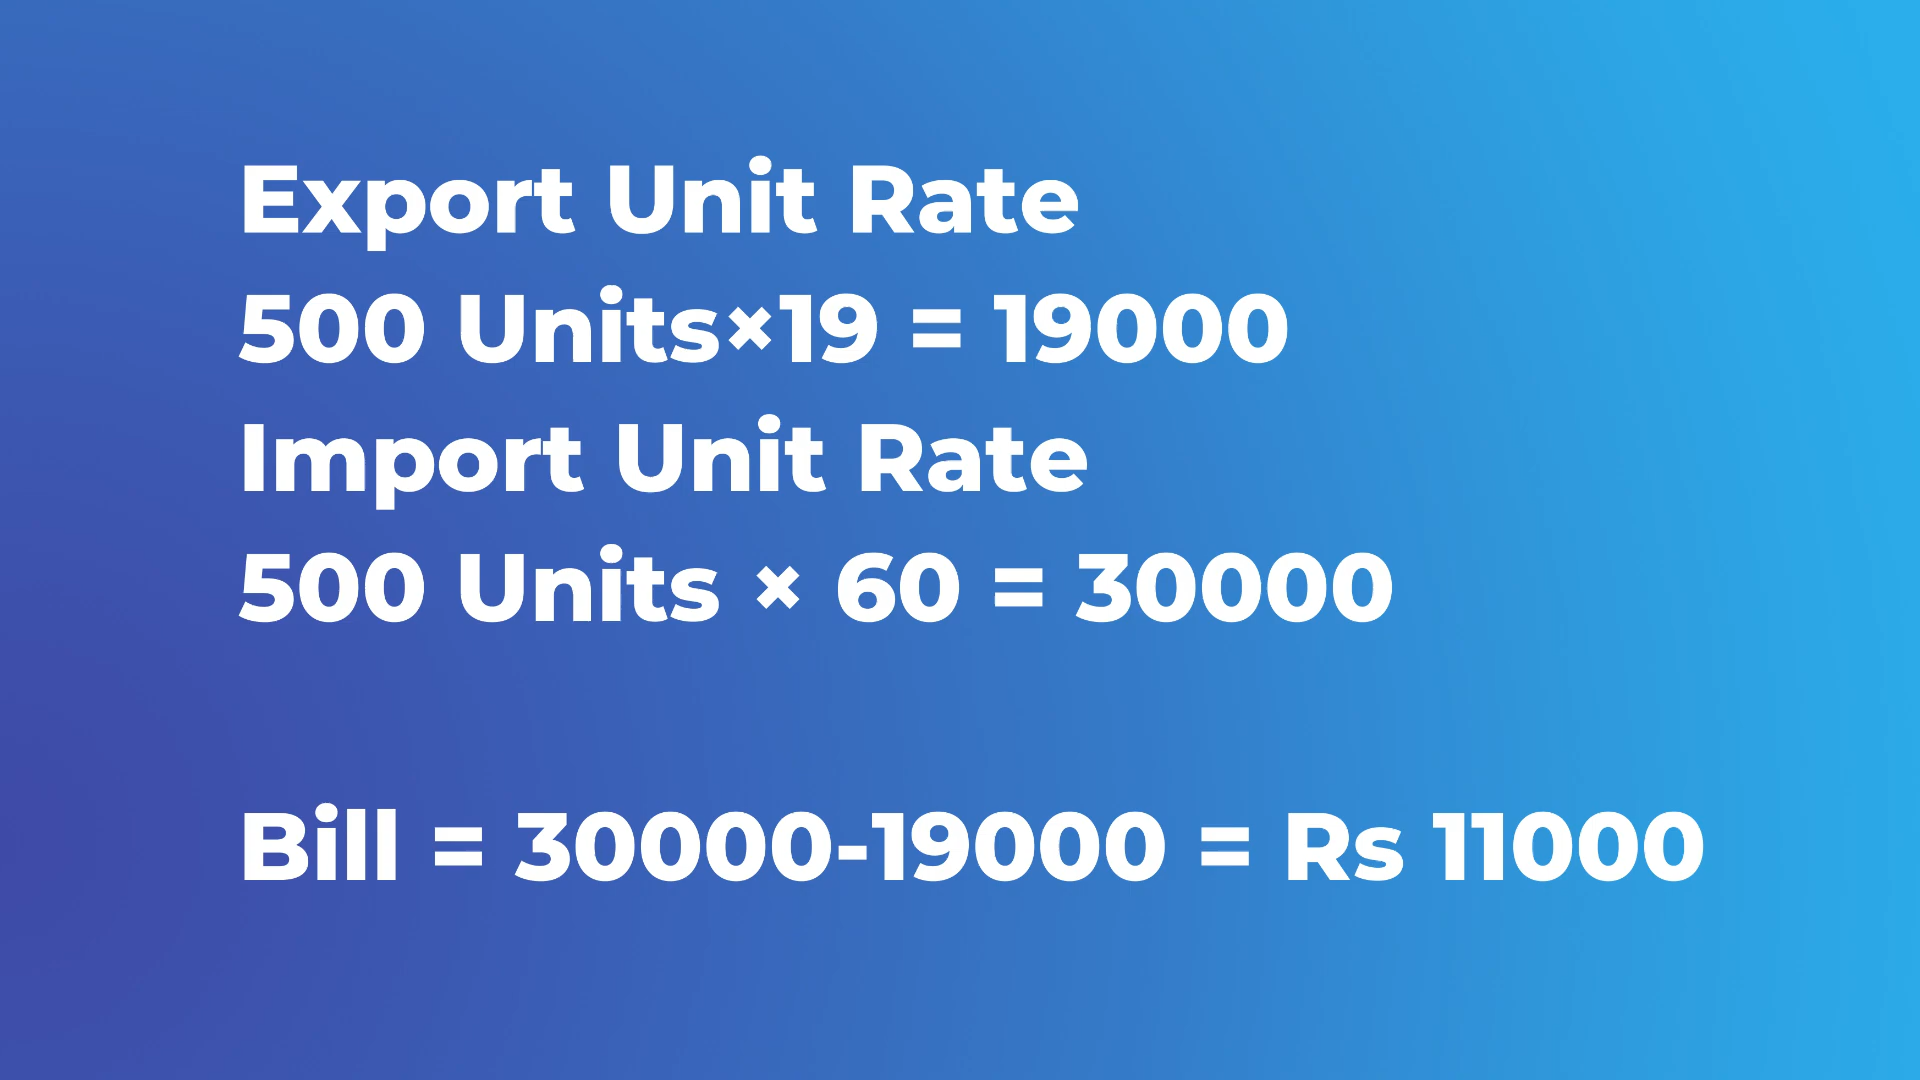 Export Unit Rate
500 Units×19 = 19000
Import Unit Rate
500 Units × 60 = 30000
Bill = 30000-19000 = Rs 11000